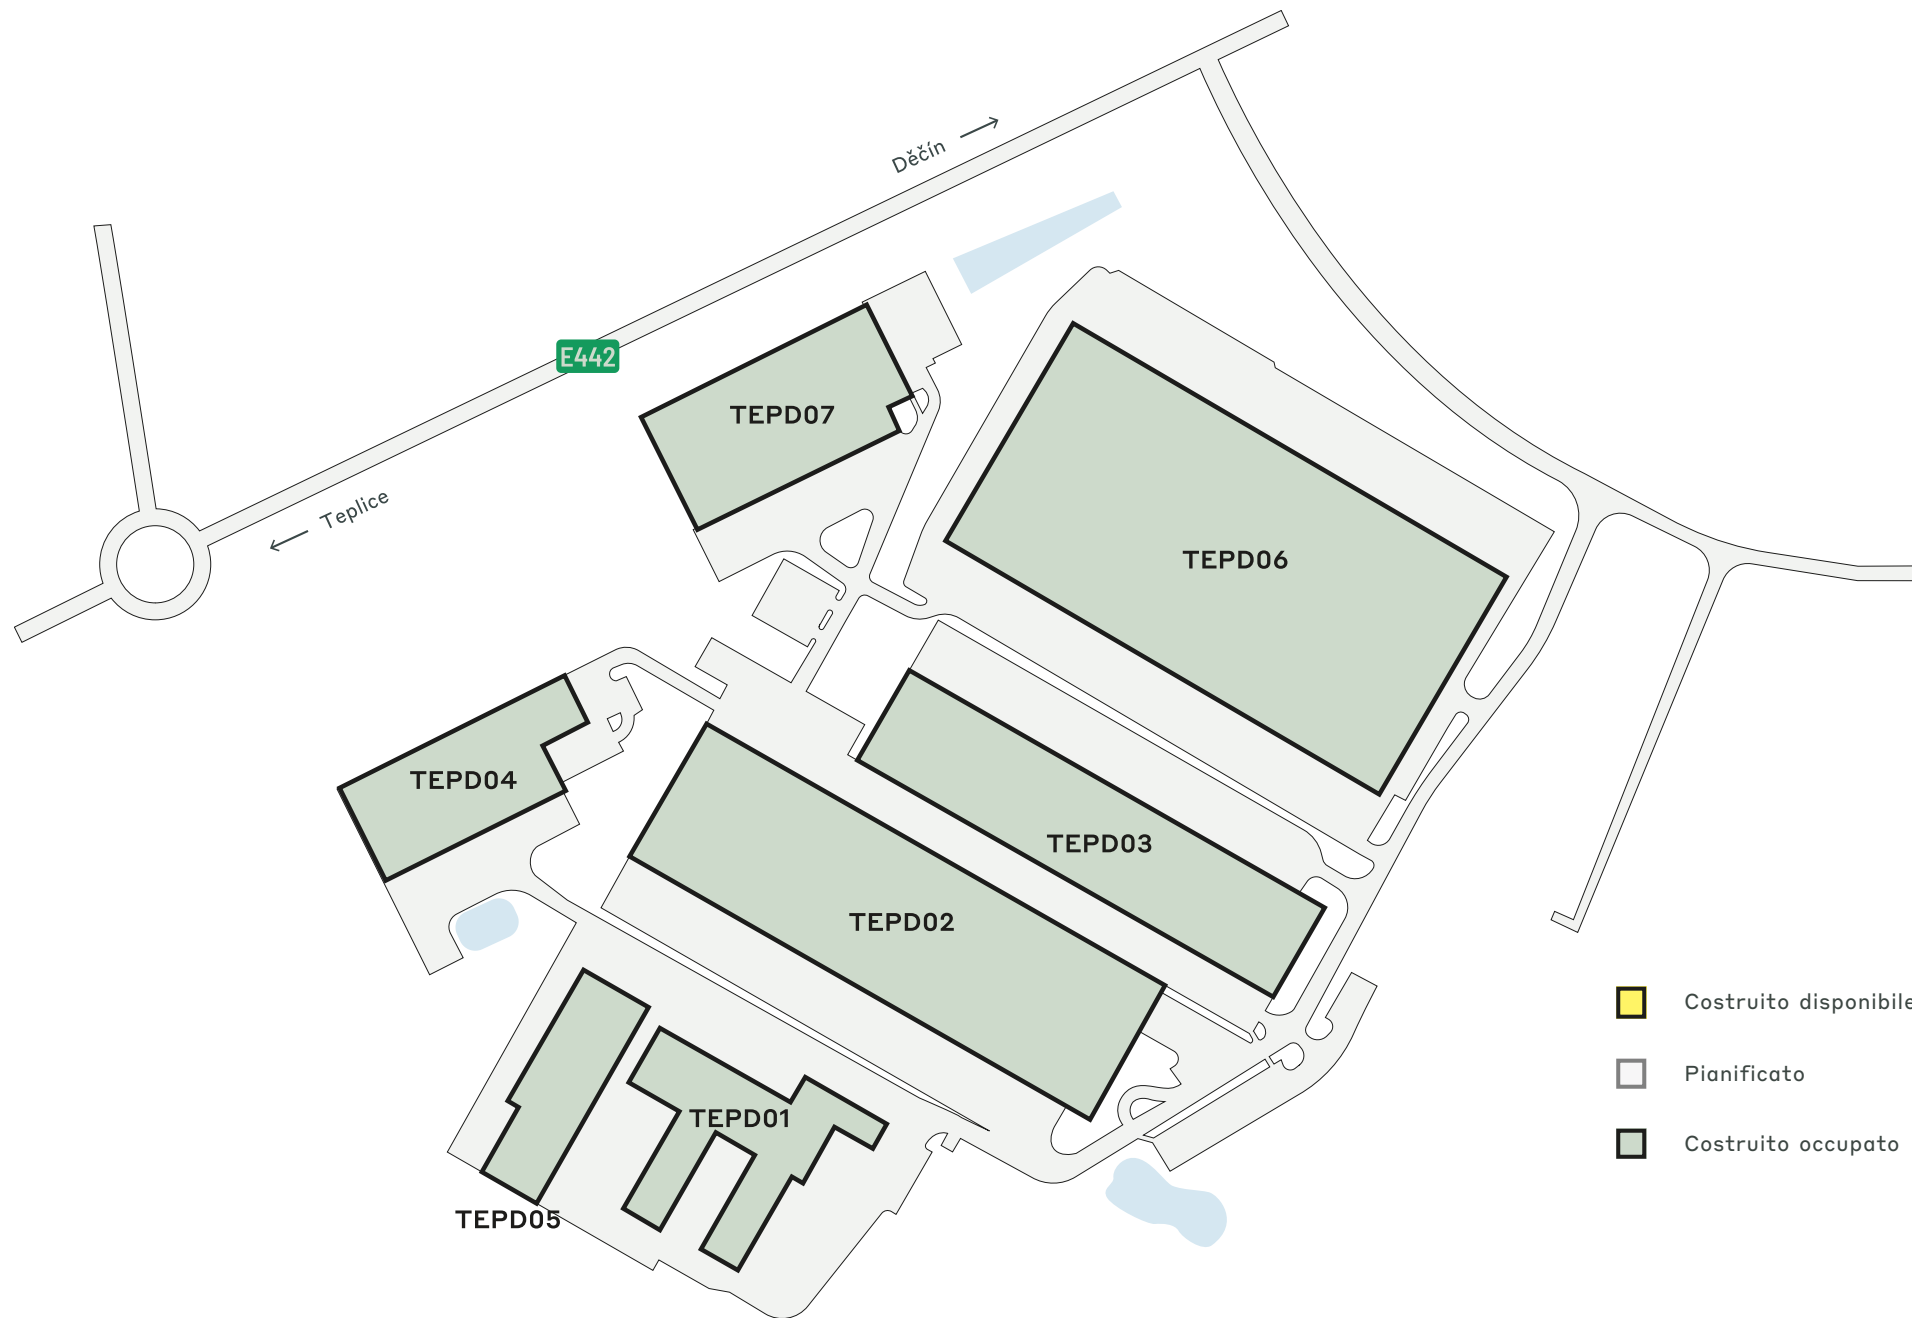 Děčín
E442
TEPD07
Teplice
TEPD06
TEPD04
TEPD03
TEPD02
TEPD01
TEPD05
Costruito disponibile
Pianificato
Costruito occupato